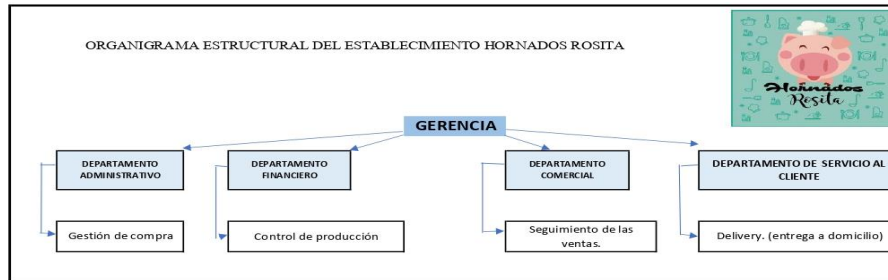 ORGANIGRAMA ESTRUCTURAL DEL ESTABLECIMIENTO HORNADOS ROSITA
Hornados
Rosita
GERENCIA
DEPARTAMENTO
ADMINISTRATIVO
DEPARTAMENTO
FINANCIERO
DEPARTAMENTO
COMERCIAL
DEPARTAMENTO DE SERVICIO AL
CLIENTE
Gestión de compra
Control de producción
Seguimiento de las
ventas.
Delivery. (entrega a domicilio)